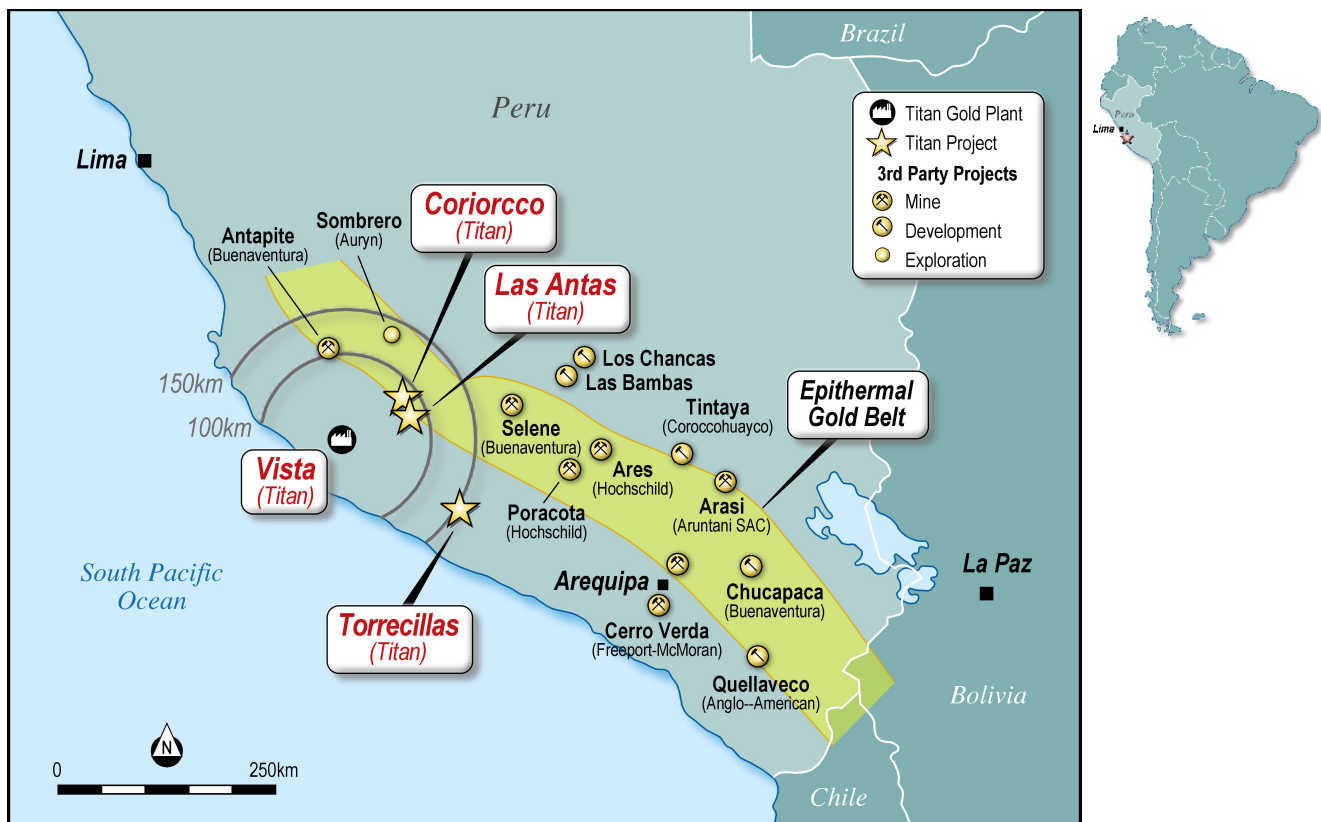 Brazil
Peru
Titan Gold Plant
Titan Project
3rd Party Projects
Mine
Development
Exploration
Lima
Coriorcco
(Titan)
Sombrero
(Auryn)
Antapite
(Buenaventura)
Las Antas
(Titan)
150km
100km
Los Chancas
Las Bambas
Epithermal
Gold Belt
Tintaya
(Coroccohuayco)
Selene
(Buenaventura)
Vista
(Titan)
Ares
(Hochschild)
Arasi
(Aruntani SAC)
Poracota
(Hochschild)
South Pacific
Ocean
Arequipa
La Paz
Chucapaca
(Buenaventura)
Torrecillas
(Titan)
Cerro Verda
(Freeport-McMoran)
Quellaveco
(Anglo--American)
Bolivia
N
0
250km
Chile
Peru
Lima